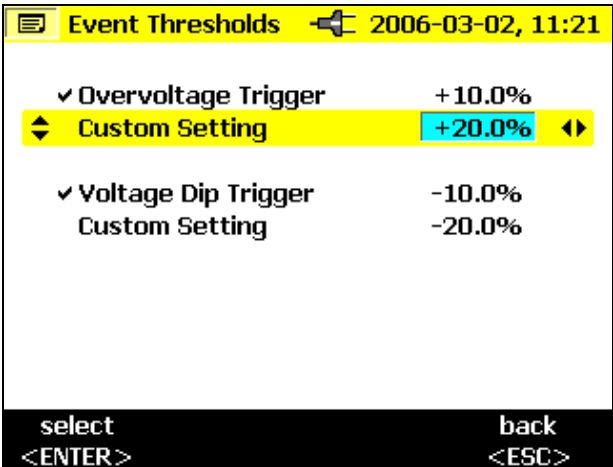 Event Thresholds 2006-03-02, 11:21
✓ Overvoltage Trigger +10.0%
Custom Setting +20.0%
✓ Voltage Dip Trigger -10.0%
Custom Setting -20.0%
select back
<ENTER> <ESC>